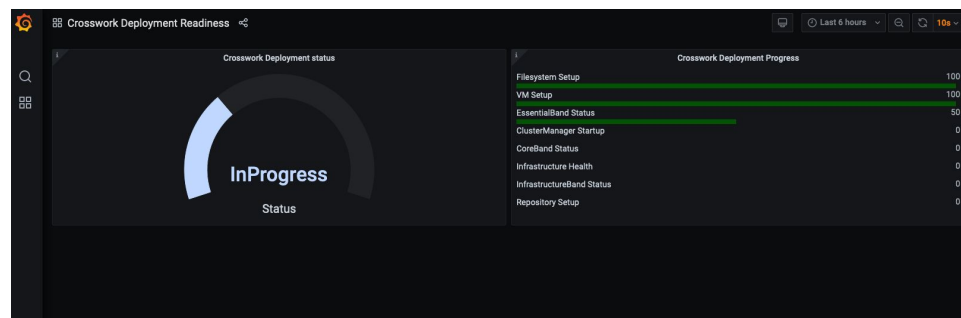 Crosswork Deployment Readiness
Last 6 hours
10s
i
Crosswork Deployment status
InProgress
Status
i
Crosswork Deployment Progress
Filesystem Setup 100
VM Setup 100
EssentialBand Status 50
ClusterManager Startup 0
CoreBand Status 0
Infrastructure Health 0
InfrastructureBand Status 0
Repository Setup 0